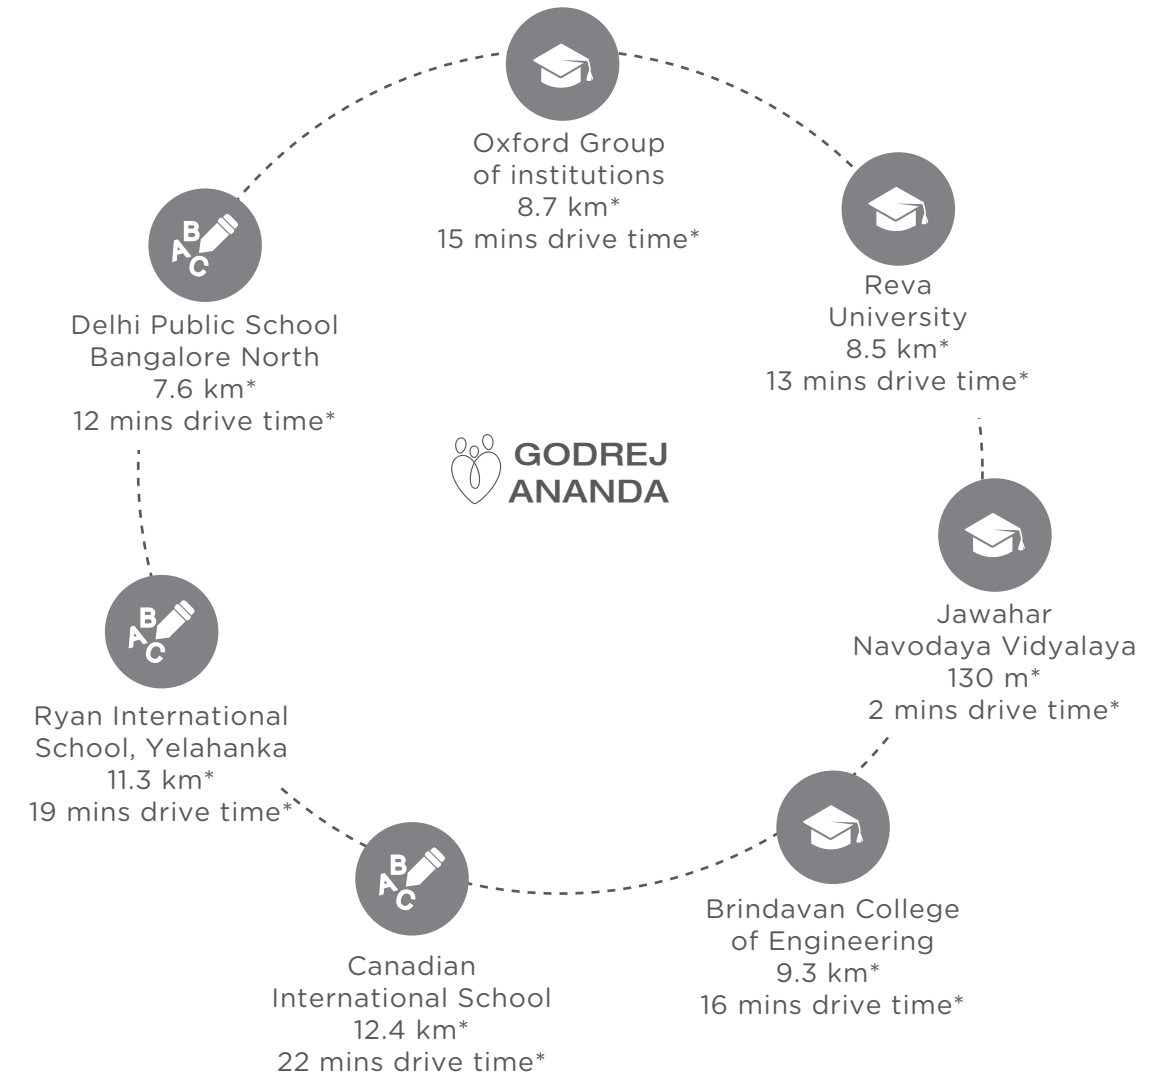 Oxford Group
of institutions
8.7 km*
15 mins drive time*
Reva
University
8.5 km*
13 mins drive time*
B
A
C
Delhi Public School
Bangalore North
7.6 km*
12 mins drive time*
GODREJ
ANANDA
Jawahar
Navodaya Vidyalaya
130 m*
2 mins drive time*
B
A
C
Ryan International
School, Yelahanka
11.3 km*
19 mins drive time*
B
A
C
Canadian
International School
12.4 km*
22 mins drive time*
Brindavan College
of Engineering
9.3 km*
16 mins drive time*